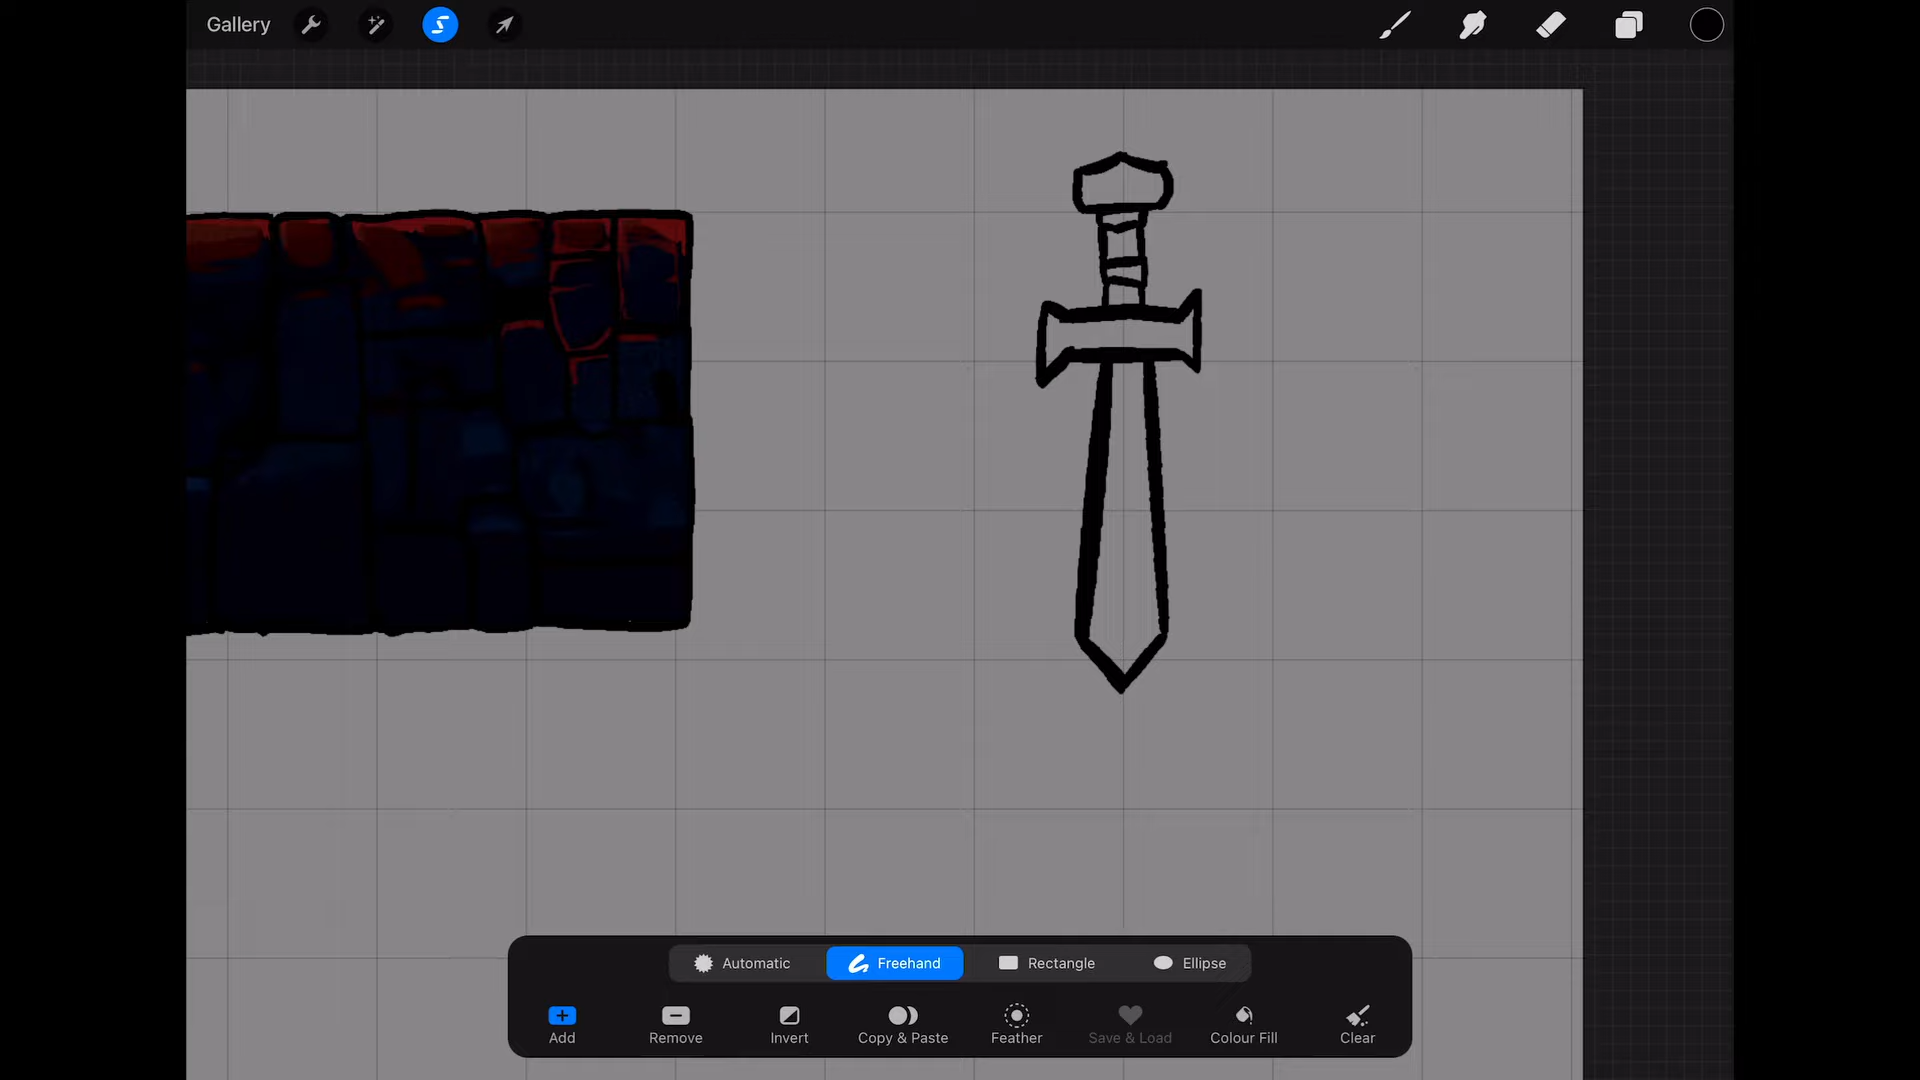 Gallery
Automatic Freehand Rectangle Ellipse
Add Remove Invert Copy & Paste Feather Save & Load Colour Fill Clear